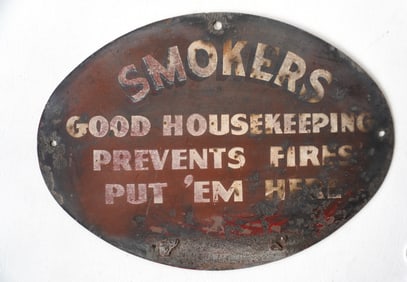 SMOKERS
GOOD HOUSEKEEPING
PREVENTS FIRES
PUT 'EM HERE